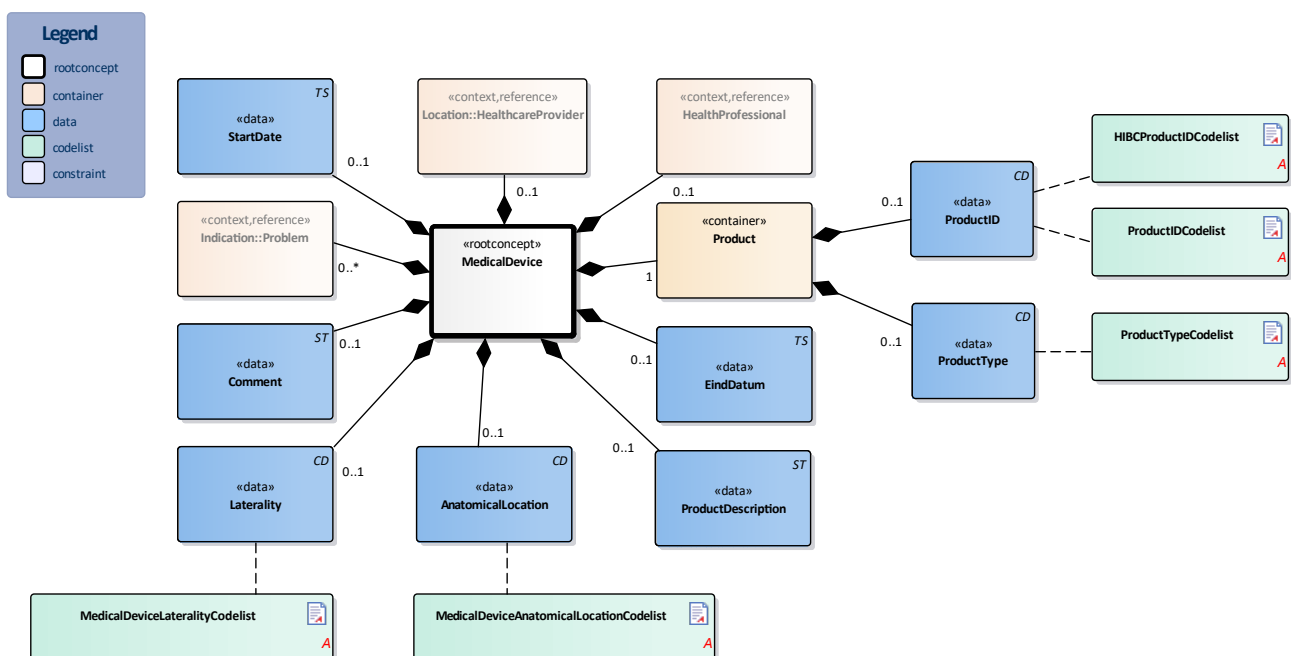 Legend
rootconcept
container
data
codelist
constraint
TS
«data»
StartDate
0..1
«context,reference»
Location::HealthcareProvider
0..1
«context,reference»
HealthProfessional
0..1
«context,reference»
Indication::Problem
0..*
«rootconcept»
MedicalDevice
«container»
Product
1
CD
«data»
ProductID
0..1
HIBCProductIDCodelist
A
ProductIDCodelist
A
CD
«data»
ProductType
0..1
ProductTypeCodelist
A
ST
«data»
Comment
0..1
TS
«data»
EindDatum
0..1
CD
«data»
Laterality
0..1
CD
«data»
AnatomicalLocation
0..1
ST
«data»
ProductDescription
0..1
MedicalDeviceLateralityCodelist
A
MedicalDeviceAnatomicalLocationCodelist
A